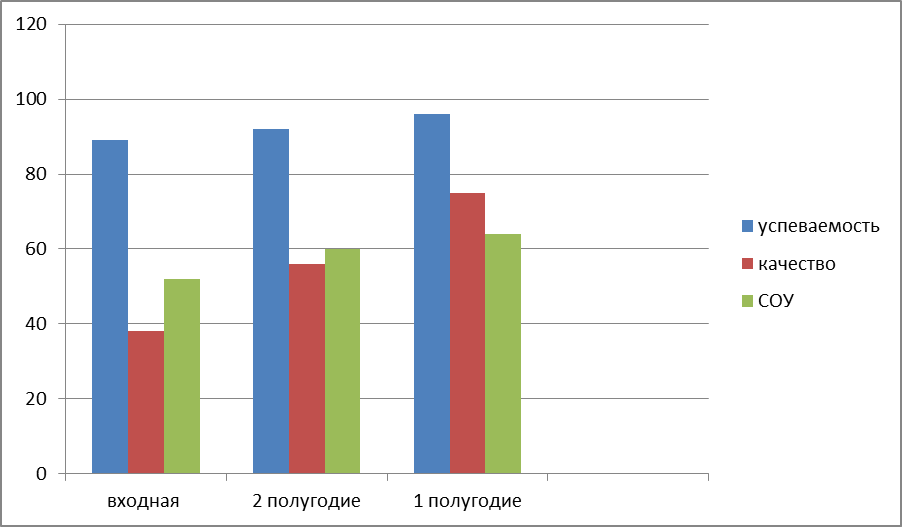 120
100
80
60
40
20
0
входная
2 полугодие
1 полугодие
успеваемость
качество
СОУ